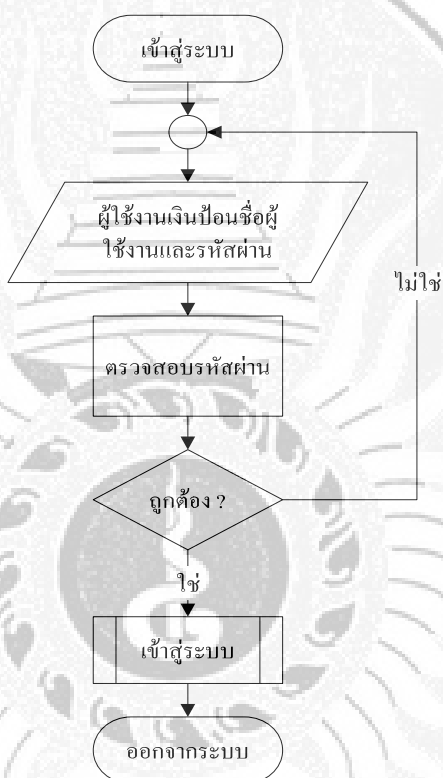 เข้าสู่ระบบ
ผู้ใช้งานเงินป้อนชื่อผู้
ใช้งานและรหัสผ่าน
ไม่ใช่
ตรวจสอบรหัสผ่าน
ถูกต้อง ?
ใช่
เข้าสู่ระบบ
ออกจากระบบ